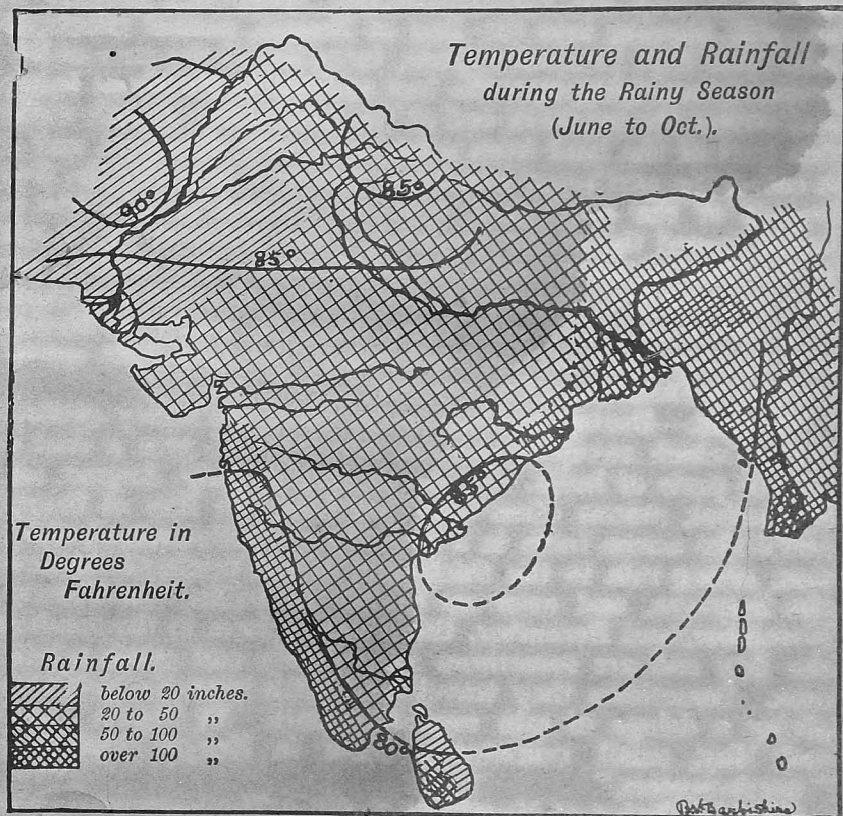 Temperature and Rainfall
during the Rainy Season
(June to Oct.).
90°
85°
85°
85°
80°
Temperature in
Degrees
Fahrenheit.
Rainfall.
below 20 inches.
20 to 50 „
50 to 100 „
over 100 „